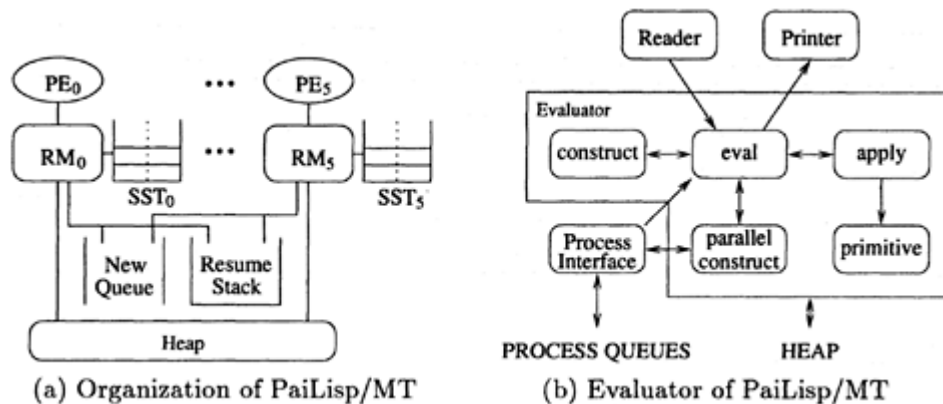 PE0
...
PE5
RM0
...
RM5
SST0
SST5
New
Queue
Resume
Stack
Heap
(a) Organization of PaiLisp/MT
Reader
Printer
Evaluator
construct
eval
apply
Process
Interface
parallel
construct
primitive
PROCESS QUEUES
HEAP
(b) Evaluator of PaiLisp/MT